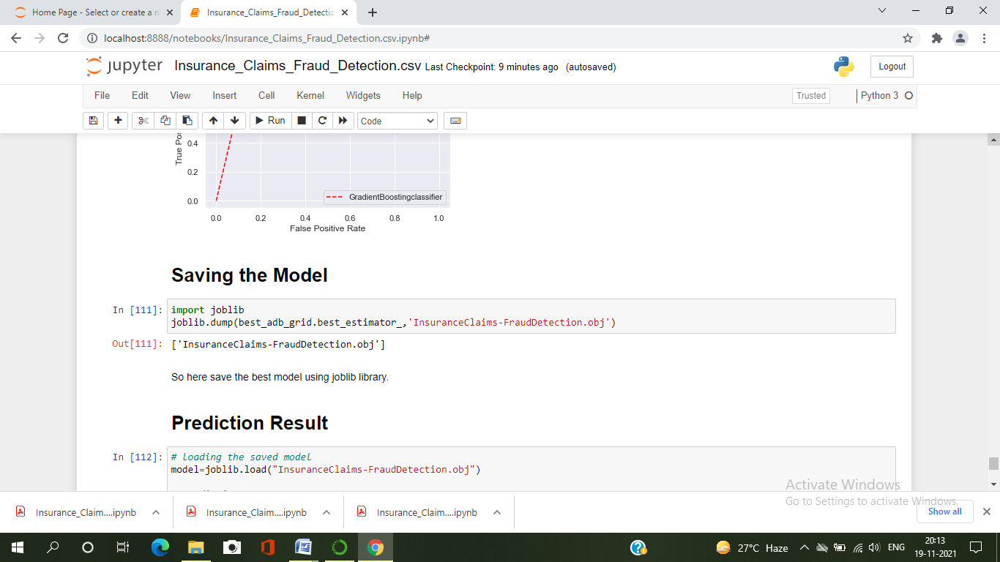 Home Page - Select or create a n
Insurance_Claims_Fraud_Detectio
localhost:8888/notebooks/Insurance_Claims_Fraud_Detection.csv.ipynb#
jupyter Insurance_Claims_Fraud_Detection.csv Last Checkpoint: 9 minutes ago (autosaved)
Logout
File Edit View Insert Cell Kernel Widgets Help
Trusted
Python 3
Run
Code
True Pos
0.4
0.2
0.0
GradientBoostingclassifier
0.0 0.2 0.4 0.6 0.8 1.0
False Positive Rate
Saving the Model
In [111]: import joblib
joblib.dump(best_adb_grid.best_estimator_,'InsuranceClaims-FraudDetection.obj')
Out[111]: ['InsuranceClaims-FraudDetection.obj']
So here save the best model using joblib library.
Prediction Result
In [112]: # loading the saved model
model=joblib.load("InsuranceClaims-FraudDetection.obj")
Activate Windows
Go to Settings to activate Windows.
Insurance_Claim....ipynb
Insurance_Claim....ipynb
Insurance_Claim....ipynb
Show all
27°C Haze
ENG
20:13
19-11-2021